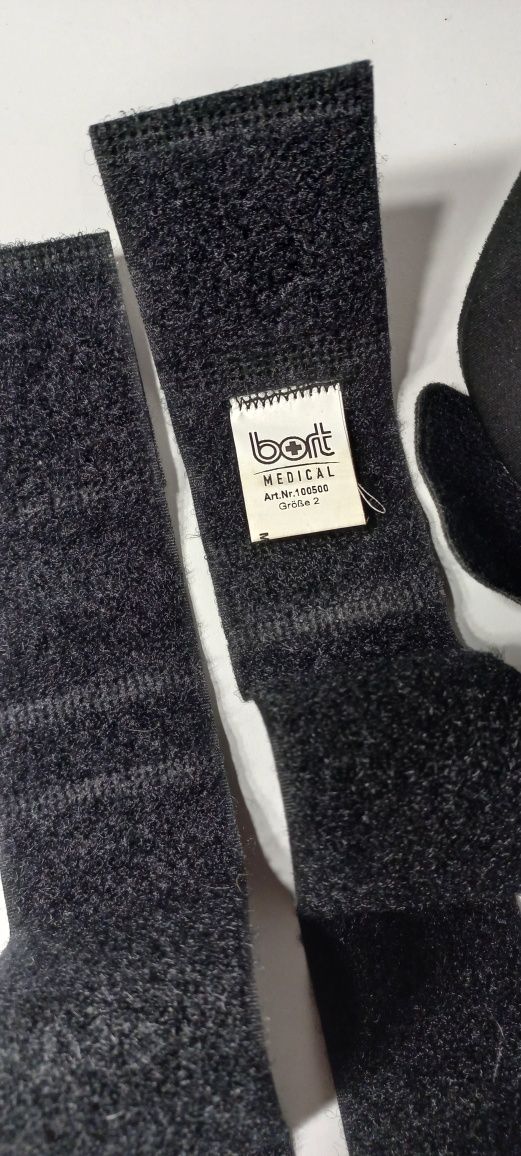 bort
MEDICAL
Art.Nr.100500
Größe 2
M